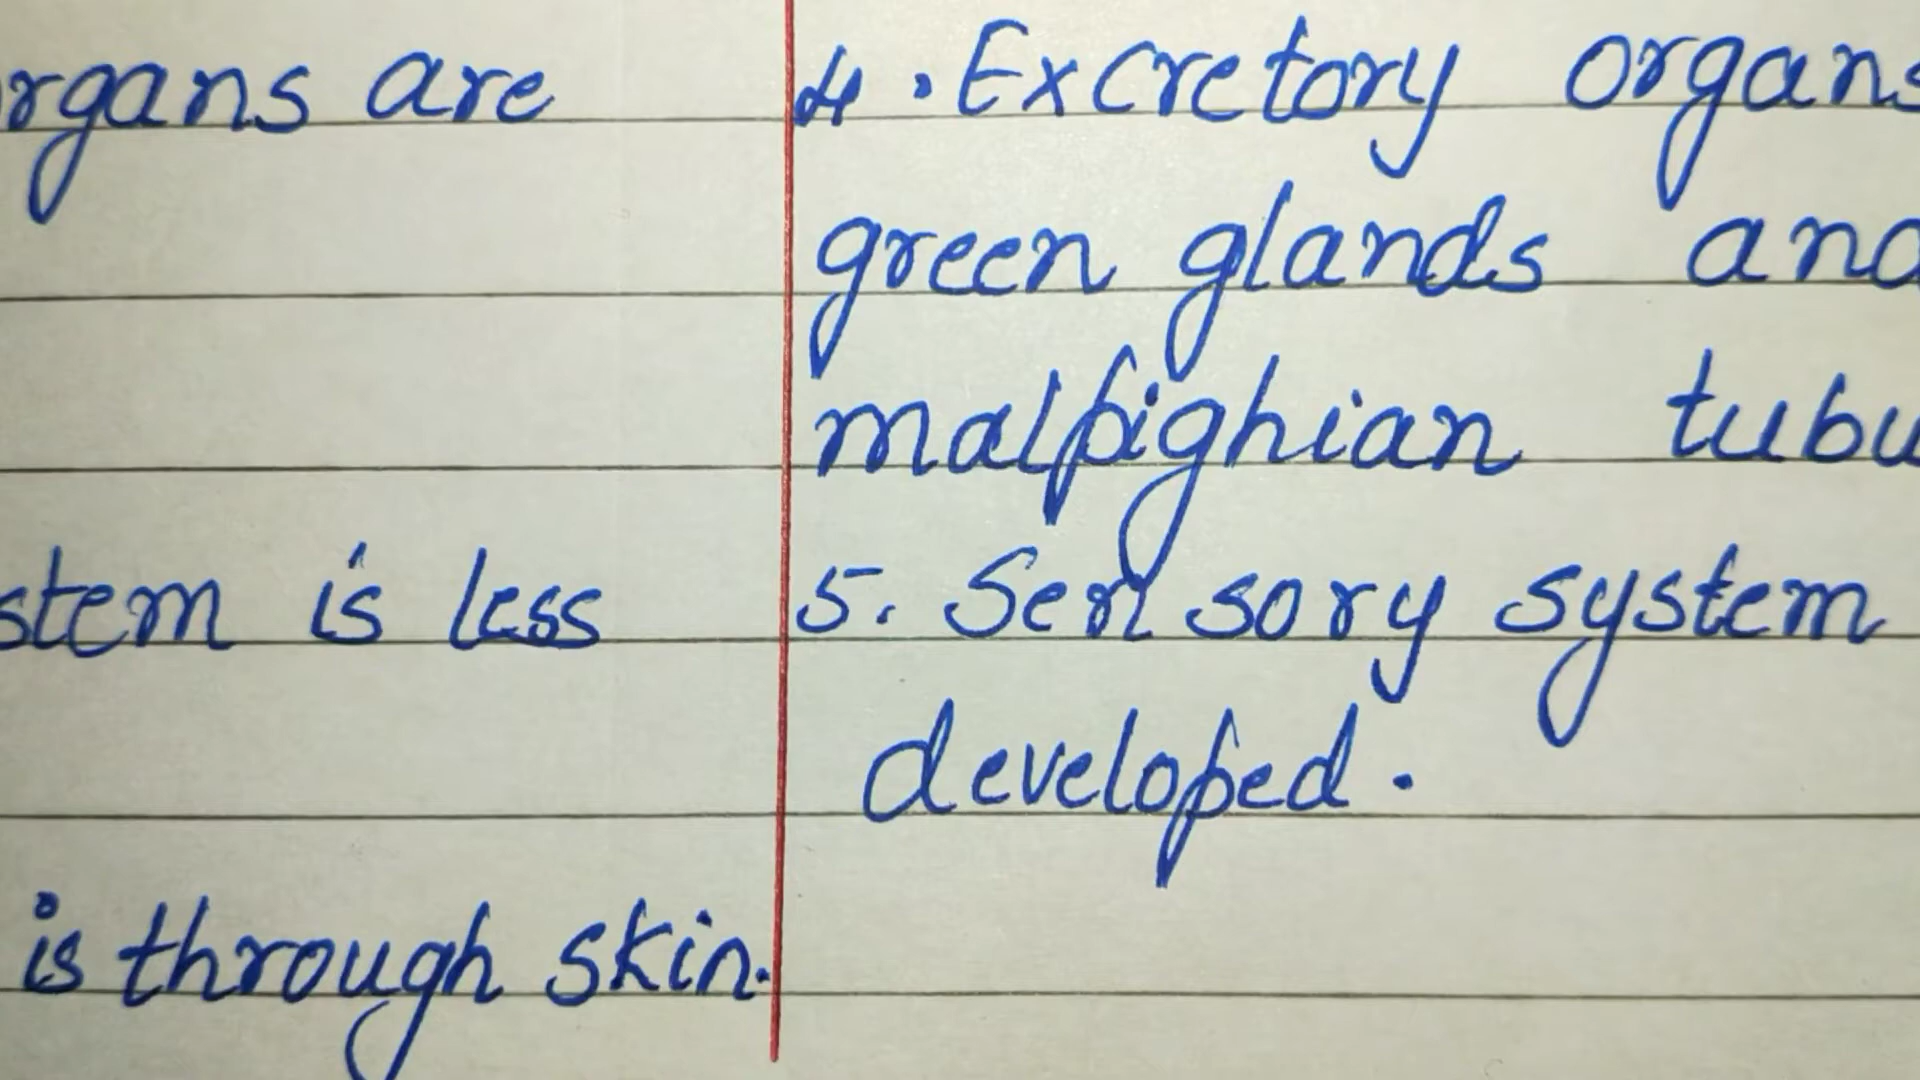 rgans are
stem is less
is through skin.
4. Excretory organs
green glands and
malpighian tubu
5. Sensory system
developed.